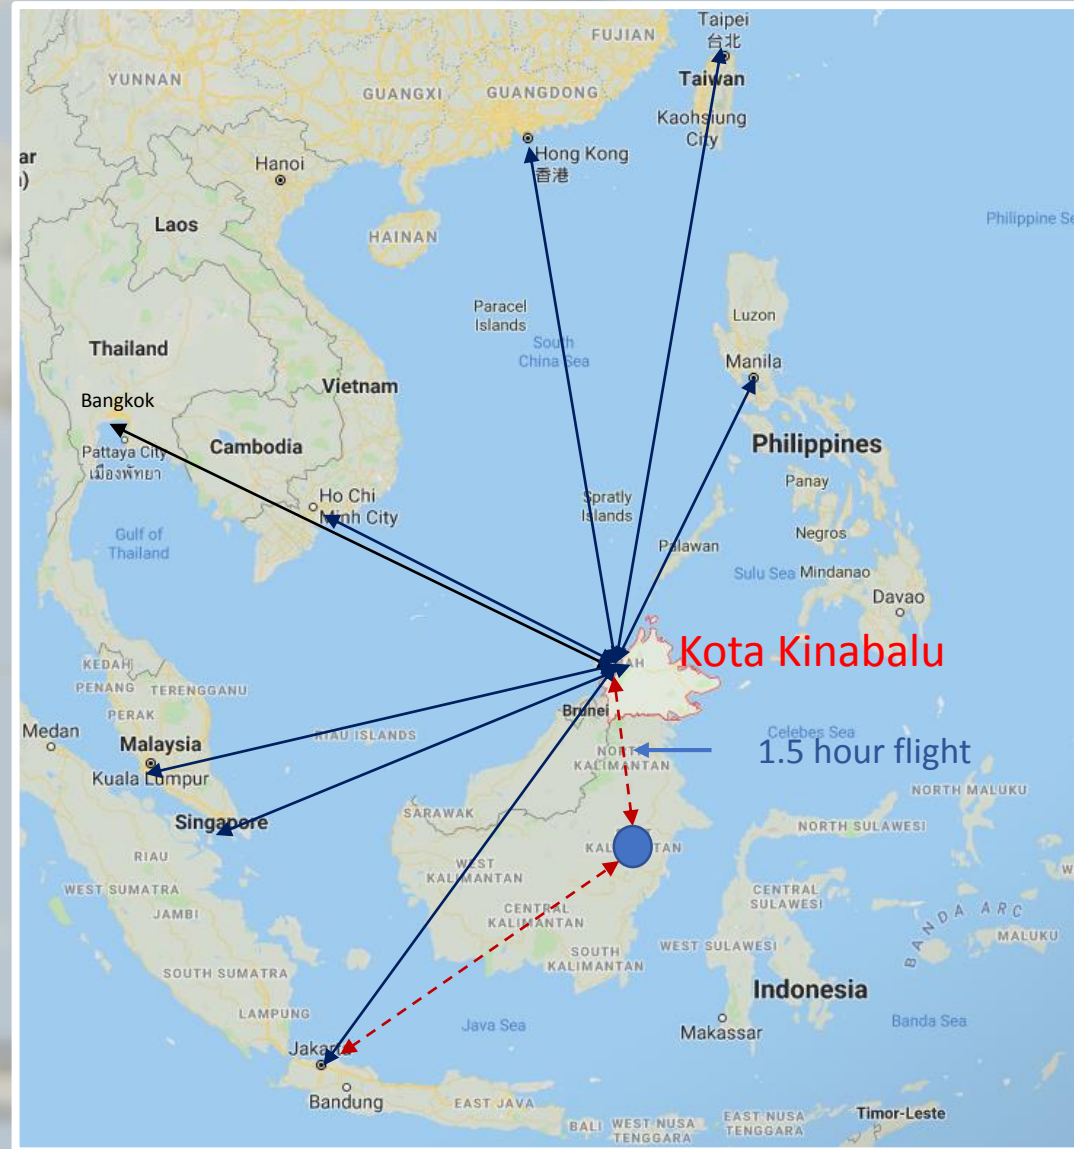 Taipei
台北
FUJIAN
YUNNAN
Taiwan
GUANGXI
GUANGDONG
Kaohsiung
City
ar
)
Hong Kong
香港
Hanoi
Laos
Philippine Se
HAINAN
Paracel
Islands
Luzon
South
China Sea
Thailand
Manila
Vietnam
Bangkok
Philippines
Pattaya City
เมืองพัทยา
Cambodia
Panay
Ho Chi
Minh City
Spratly
Islands
Gulf of
Thailand
Negros
Palawan
Sulu Sea
Mindanao
Davao
Kota Kinabalu
AH
KEDAH
PENANG
TERENGGANU
PERAK
Brunei
Medan
RIAU ISLANDS
Celebes Sea
Malaysia
NORT
KALIMANTAN
1.5 hour flight
Kuala Lumpur
NORTH MALUKU
SARAWAK
Singapore
NORTH SULAWESI
KALI
TAN
RIAU
WEST
KALIMANTAN
W
WEST SUMATRA
CENTRAL
SULAWESI
JAMBI
CENTRAL
KALIMANTAN
BANDA ARC
MALUKU
SOUTH
KALIMANTAN
WEST SULAWESI
SOUTH SUMATRA
Indonesia
LAMPUNG
Java Sea
Makassar
Banda Sea
Jakarta
Bandung
EAST JAVA
Timor-Leste
BALI
WEST NUSA
TENGGARA
EAST NUSA
TENGGARA